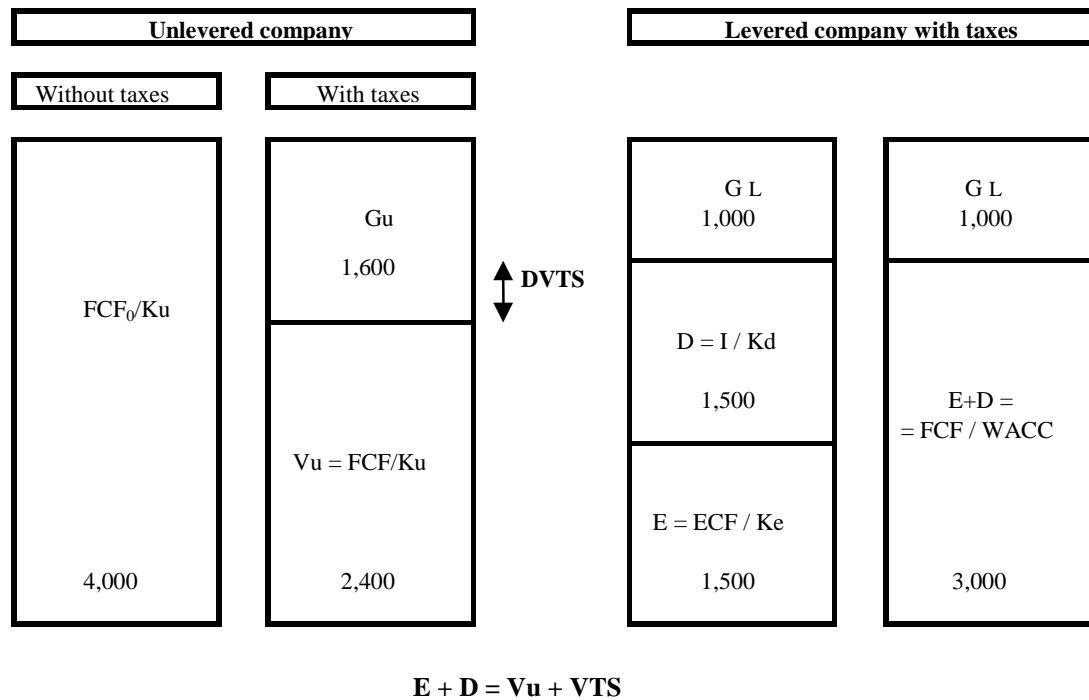 Unlevered company
Levered company with taxes
Without taxes
With taxes
FCF₀/Ku
4,000
Gu
1,600
DVTS
Vu = FCF/Ku
2,400
G L
1,000
D = I / Kd
1,500
E = ECF / Ke
1,500
G L
1,000
E+D =
= FCF / WACC
3,000
E + D = Vu + VTS